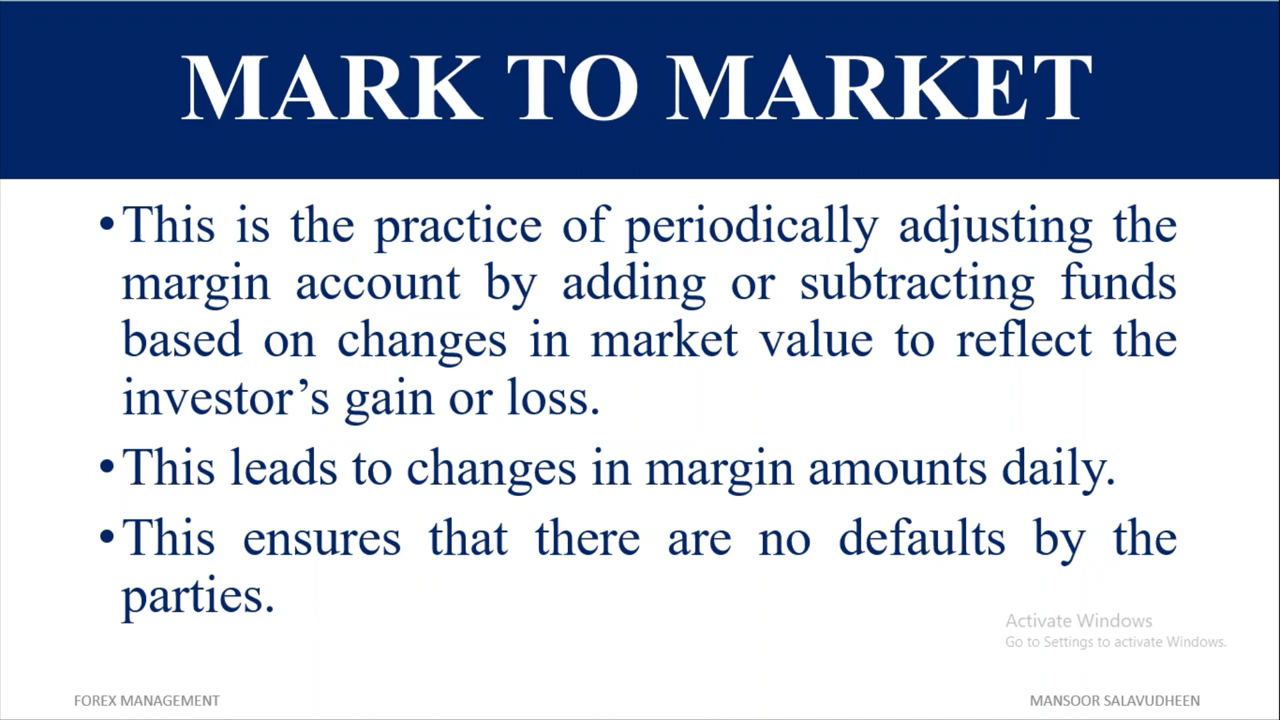 MARK TO MARKET
•This is the practice of periodically adjusting the
margin account by adding or subtracting funds
based on changes in market value to reflect the
investor’s gain or loss.
•This leads to changes in margin amounts daily.
•This ensures that there are no defaults by the
parties.
Activate Windows
Go to Settings to activate Windows.
FOREX MANAGEMENT
MANSOOR SALAVUDHEEN